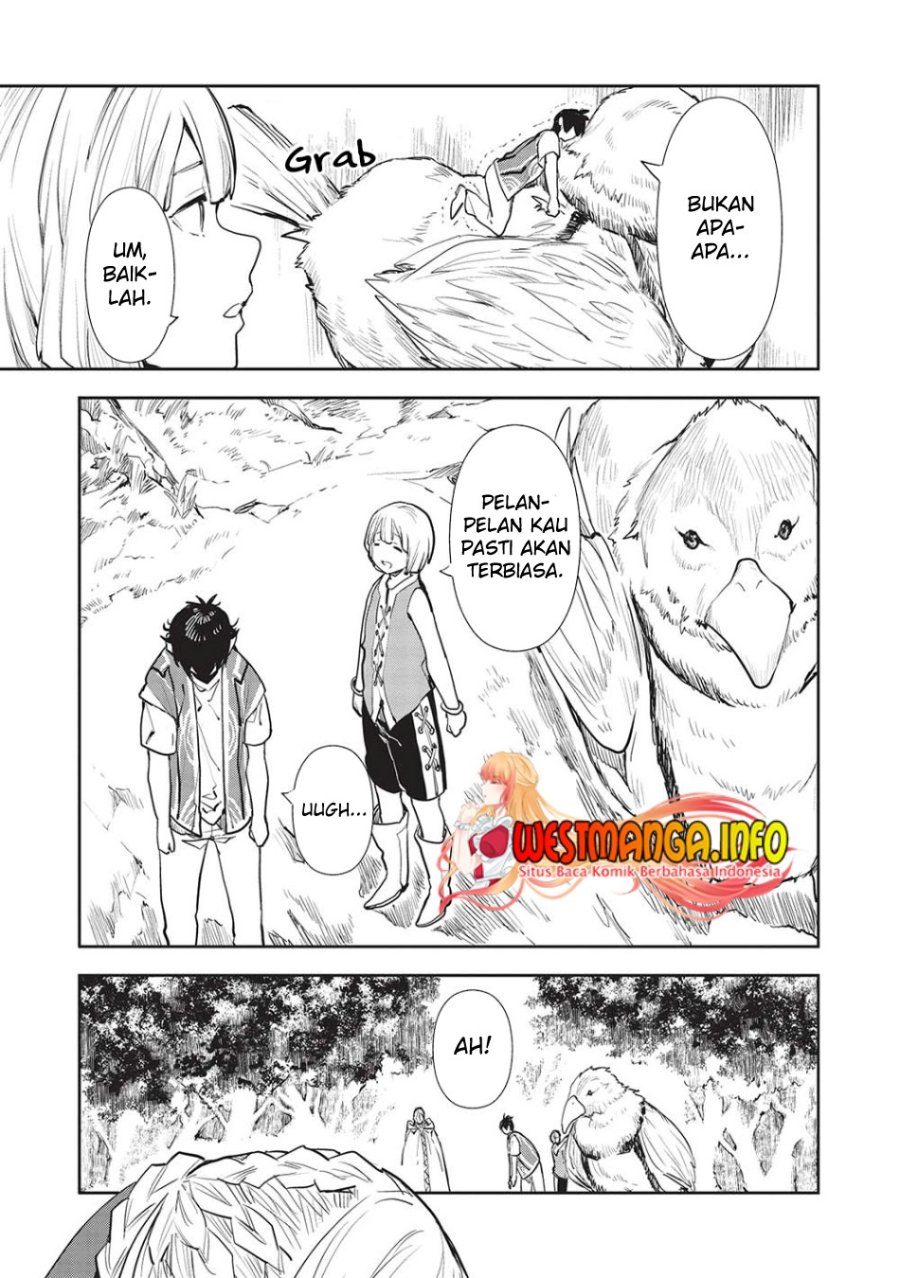 BUKAN
APA-
APA...
Grab
UM,
BAIK-
LAH.
PELAN-
PELAN KAU
PASTI AKAN
TERBIASA.
UUGH...
WESTMANGA.INFO
Situs Baca Komik Berbahasa Indonesia
AH!